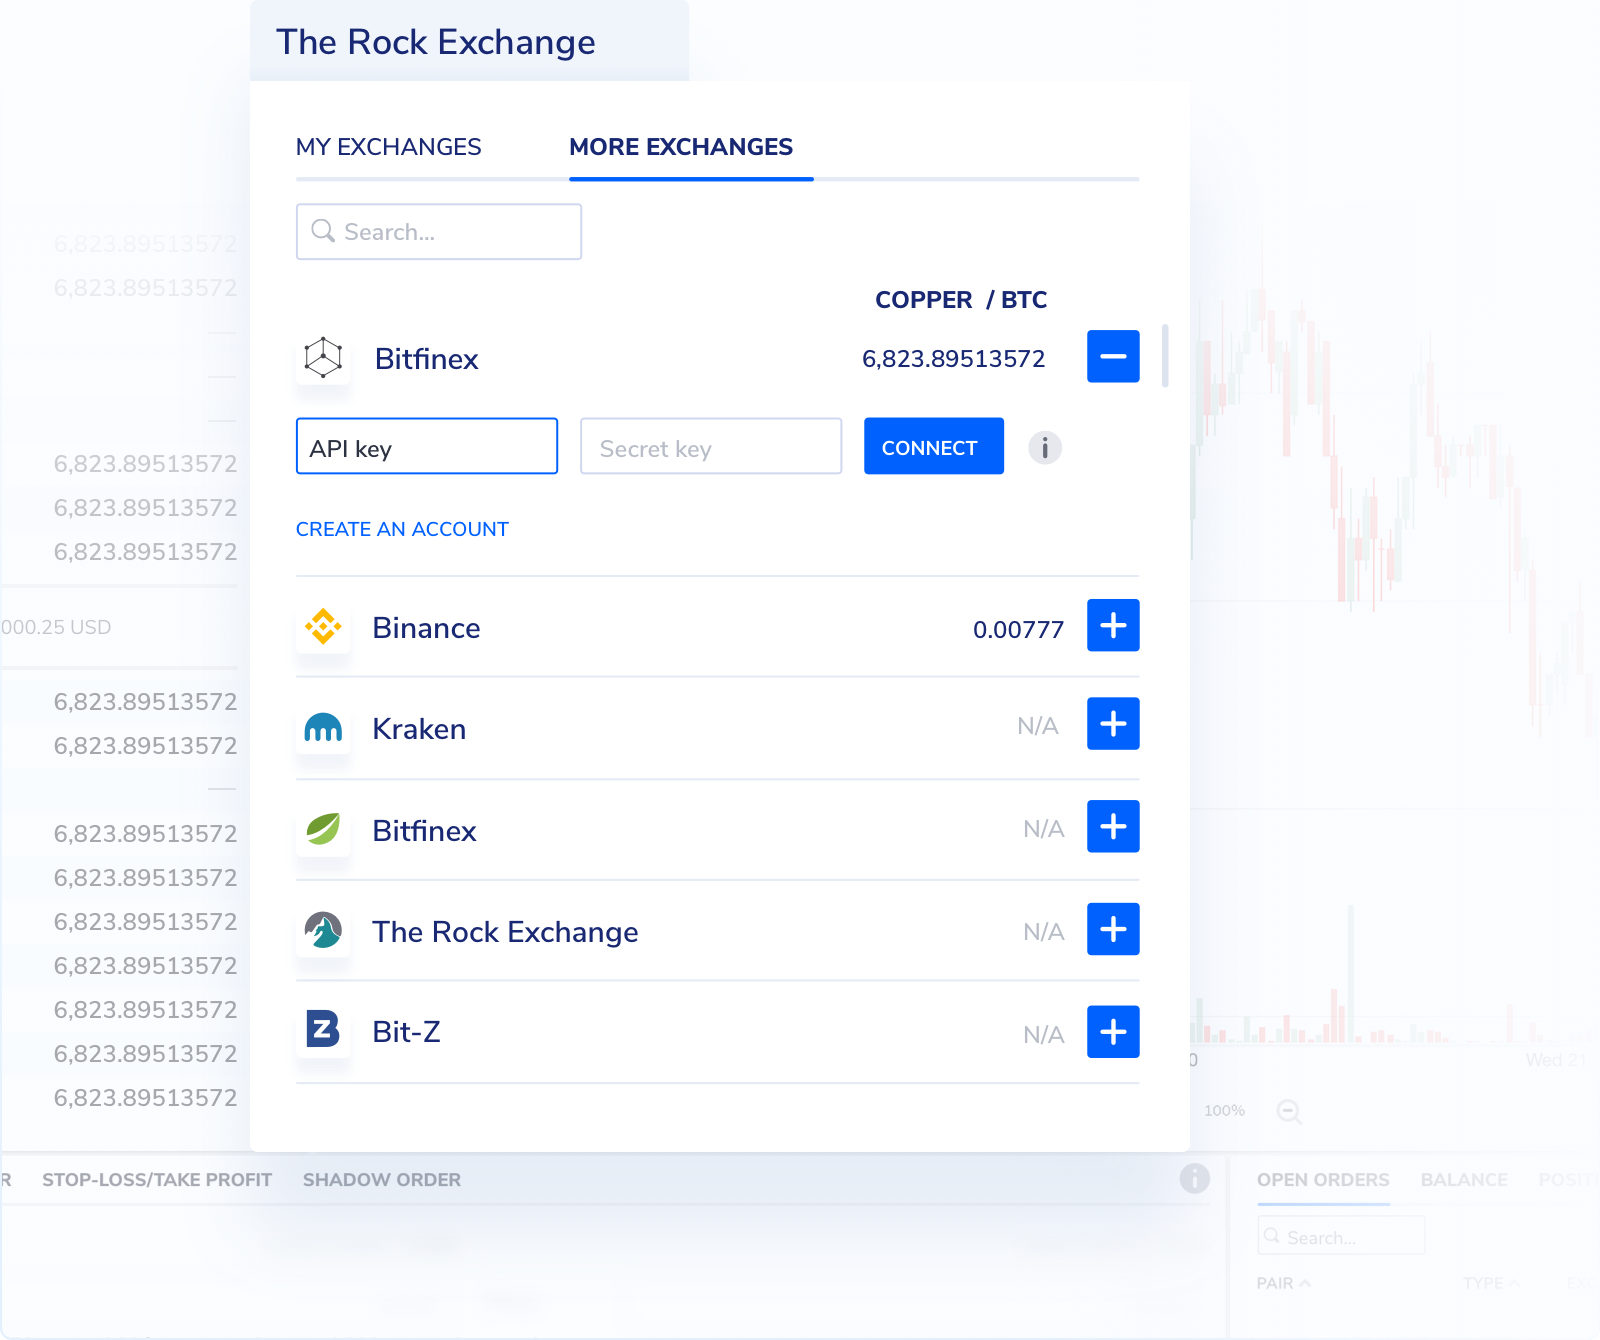 The Rock Exchange
MY EXCHANGES MORE EXCHANGES
Search...
COPPER / BTC
Bitfinex 6,823.89513572
API key Secret key CONNECT
CREATE AN ACCOUNT
Binance 0.00777
Kraken N/A
Bitfinex N/A
The Rock Exchange N/A
Bit-Z N/A
6,823.89513572
6,823.89513572
6,823.89513572
6,823.89513572
6,823.89513572
000.25 USD
6,823.89513572
6,823.89513572
6,823.89513572
6,823.89513572
6,823.89513572
6,823.89513572
6,823.89513572
6,823.89513572
6,823.89513572
0 Wed 21
100%
R STOP-LOSS/TAKE PROFIT SHADOW ORDER
OPEN ORDERS BALANCE POSIT
Search...
PAIR TYPE